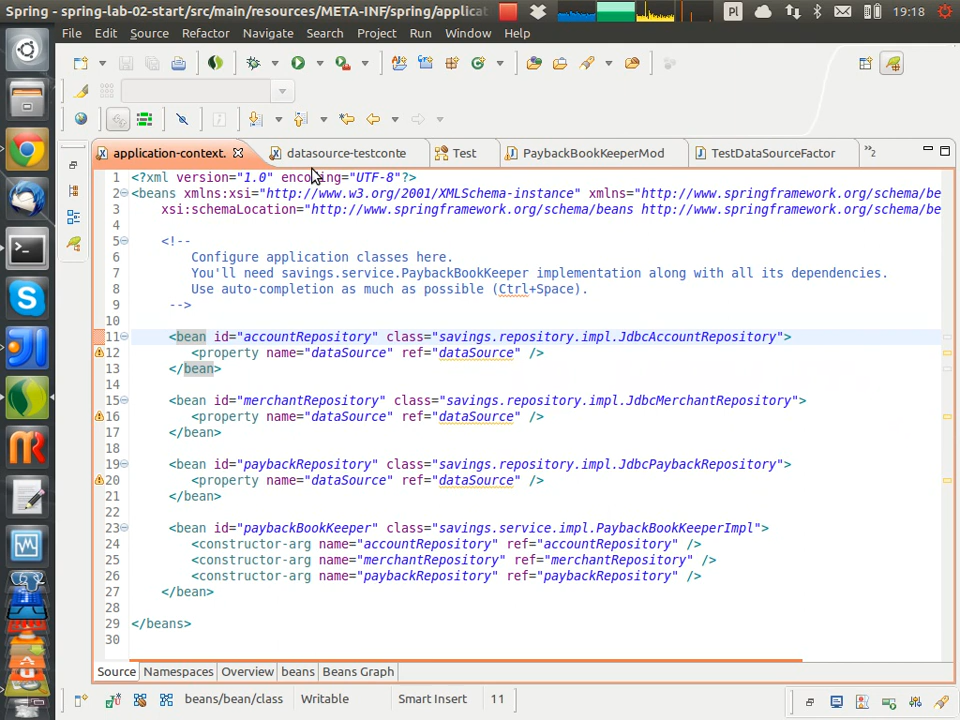 Spring - spring-lab-02-start/src/main/resources/META-INF/spring/applicat
Pl
19:18
File Edit Source Refactor Navigate Search Project Run Window Help
application-context. datasource-testconte Test PaybackBookKeeperMod TestDataSourceFactor »2
1 <?xml version="1.0" encoding="UTF-8"?>
2 <beans xmlns:xsi="http://www.w3.org/2001/XMLSchema-instance" xmlns="http://www.springframework.org/schema/be
3 xsi:schemaLocation="http://www.springframework.org/schema/beans http://www.springframework.org/schema/be
4
5 <!--
6 Configure application classes here.
7 You'll need savings.service.PaybackBookKeeper implementation along with all its dependencies.
8 Use auto-completion as much as possible (Ctrl+Space).
9 -->
10
11 <bean id="accountRepository" class="savings.repository.impl.JdbcAccountRepository">
12 <property name="dataSource" ref="dataSource" />
13 </bean>
14
15 <bean id="merchantRepository" class="savings.repository.impl.JdbcMerchantRepository">
16 <property name="dataSource" ref="dataSource" />
17 </bean>
18
19 <bean id="paybackRepository" class="savings.repository.impl.JdbcPaybackRepository">
20 <property name="dataSource" ref="dataSource" />
21 </bean>
22
23 <bean id="paybackBookKeeper" class="savings.service.impl.PaybackBookKeeperImpl">
24 <constructor-arg name="accountRepository" ref="accountRepository" />
25 <constructor-arg name="merchantRepository" ref="merchantRepository" />
26 <constructor-arg name="paybackRepository" ref="paybackRepository" />
27 </bean>
28
29 </beans>
30
Source Namespaces Overview beans Beans Graph
beans/bean/class Writable Smart Insert 11